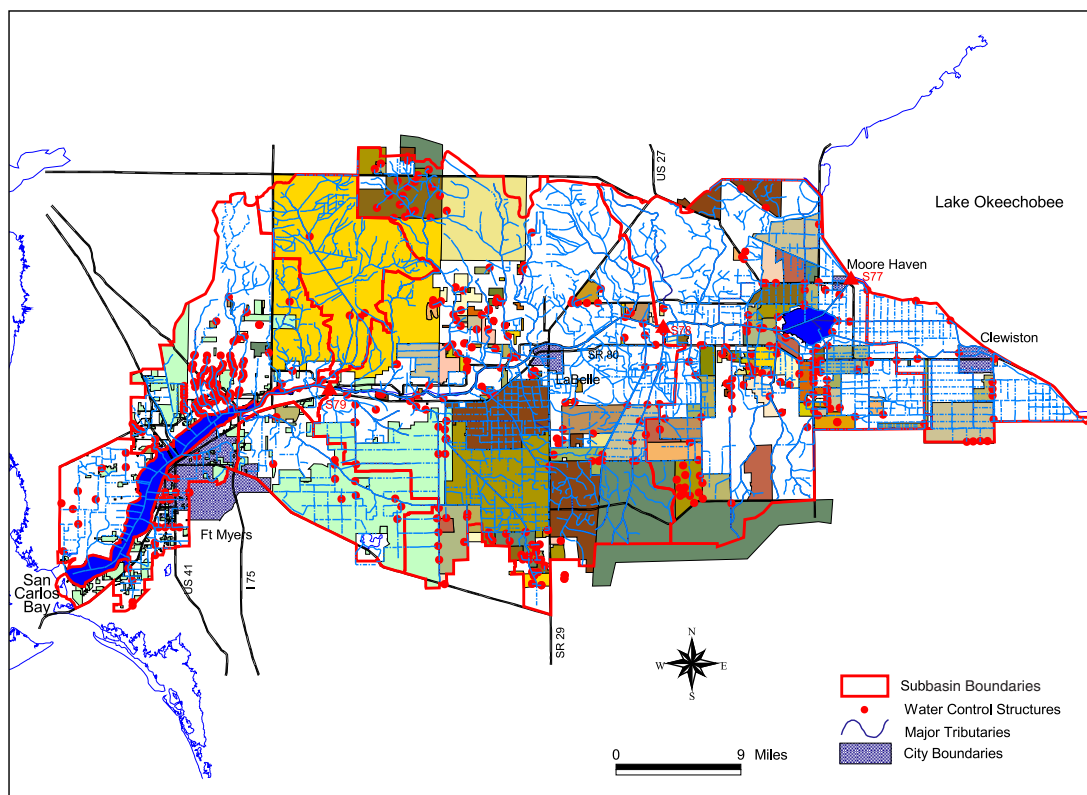 US 27
Lake Okeechobee
Moore Haven
S77
S78
Clewiston
SR 80
LaBelle
S79
Ft Myers
San
Carlos
Bay
US 41
I 75
SR 29
N
W
E
S
Subbasin Boundaries
Water Control Structures
Major Tributaries
City Boundaries
0
9
Miles